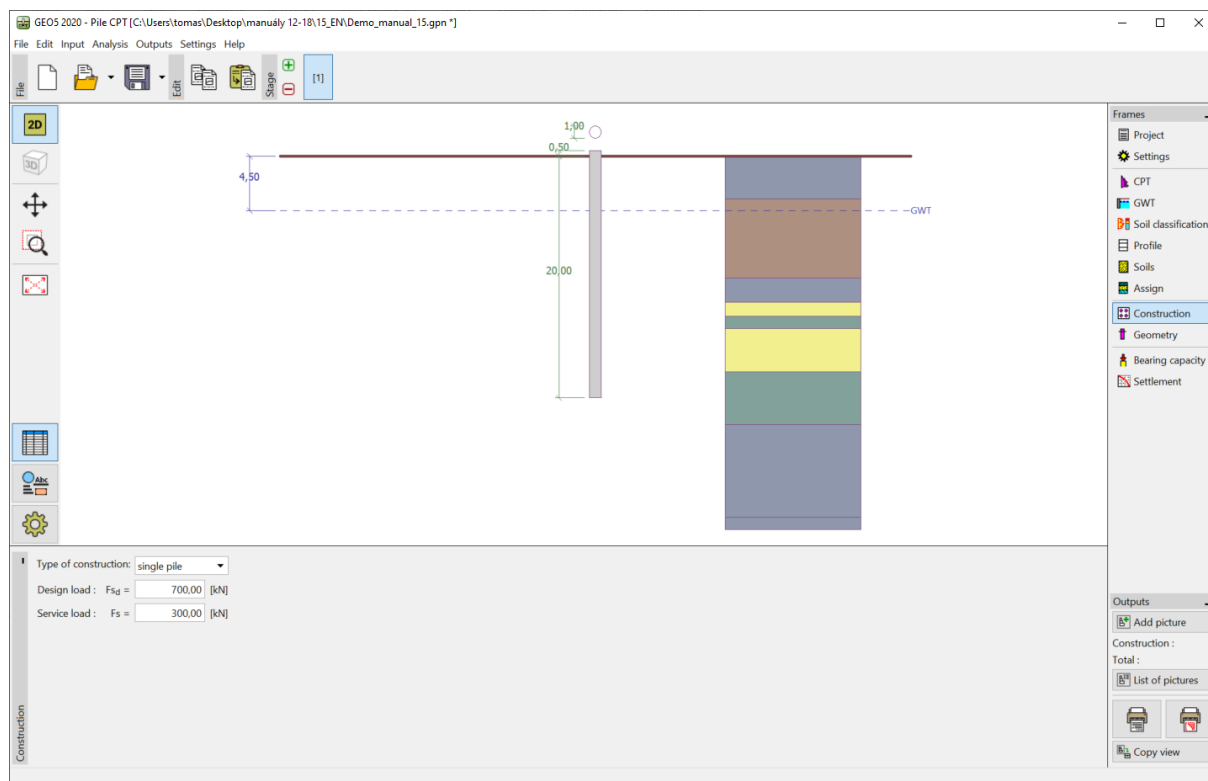 GEO5 2020 - Pile CPT [C:\Users\tomas\Desktop\manuály 12-18\15_EN\Demo_manual_15.gpn *]
File Edit Input Analysis Outputs Settings Help
File
Edit
Stage
[1]
2D
3D
Abc
1,00
0,50
4,50
GWT
20,00
Frames
Project
Settings
CPT
GWT
Soil classification
Profile
Soils
Assign
Construction
Geometry
Bearing capacity
Settlement
Type of construction: single pile
Design load : Fsd = 700,00 [kN]
Service load : Fs = 300,00 [kN]
Construction
Outputs
Add picture
Construction :
Total :
List of pictures
Copy view